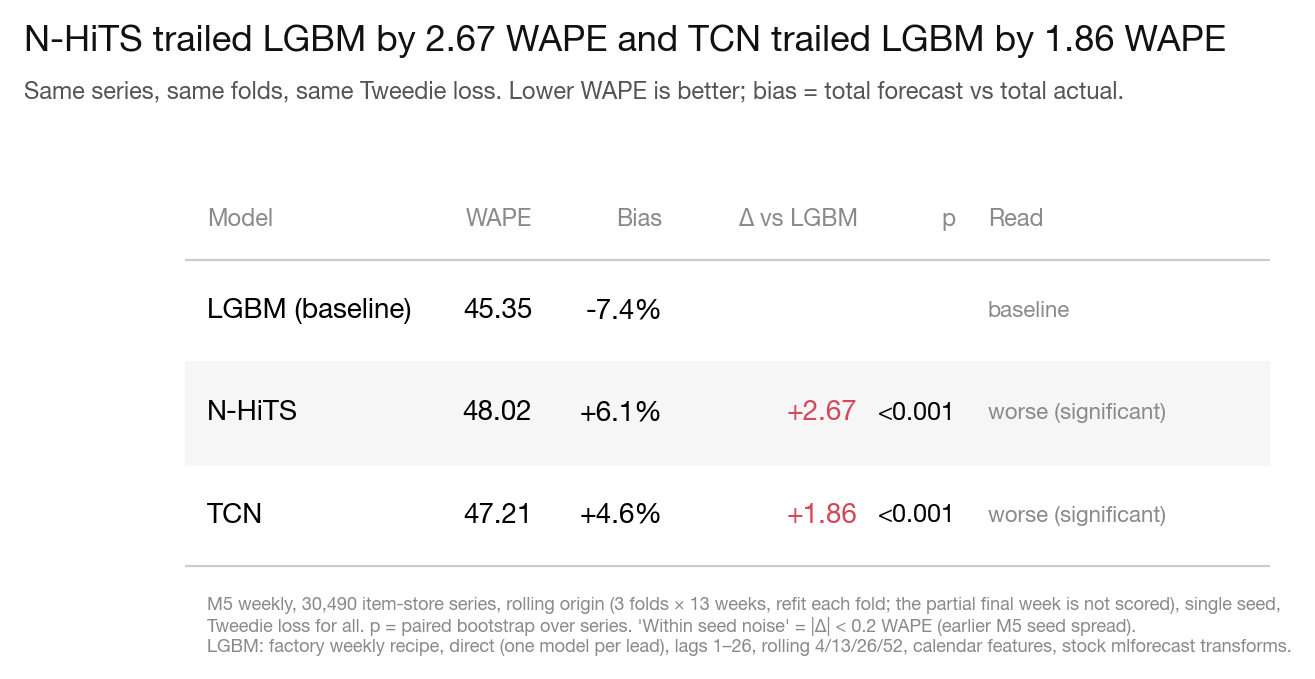 N-HiTS trailed LGBM by 2.67 WAPE and TCN trailed LGBM by 1.86 WAPE
Same series, same folds, same Tweedie loss. Lower WAPE is better; bias = total forecast vs total actual.
Model WAPE Bias Δ vs LGBM p Read
LGBM (baseline) 45.35 -7.4% baseline
N-HiTS 48.02 +6.1% +2.67 <0.001 worse (significant)
TCN 47.21 +4.6% +1.86 <0.001 worse (significant)
M5 weekly, 30,490 item-store series, rolling origin (3 folds × 13 weeks, refit each fold; the partial final week is not scored), single seed,
Tweedie loss for all. p = paired bootstrap over series. 'Within seed noise' = |Δ| < 0.2 WAPE (earlier M5 seed spread).
LGBM: factory weekly recipe, direct (one model per lead), lags 1–26, rolling 4/13/26/52, calendar features, stock mlforecast transforms.